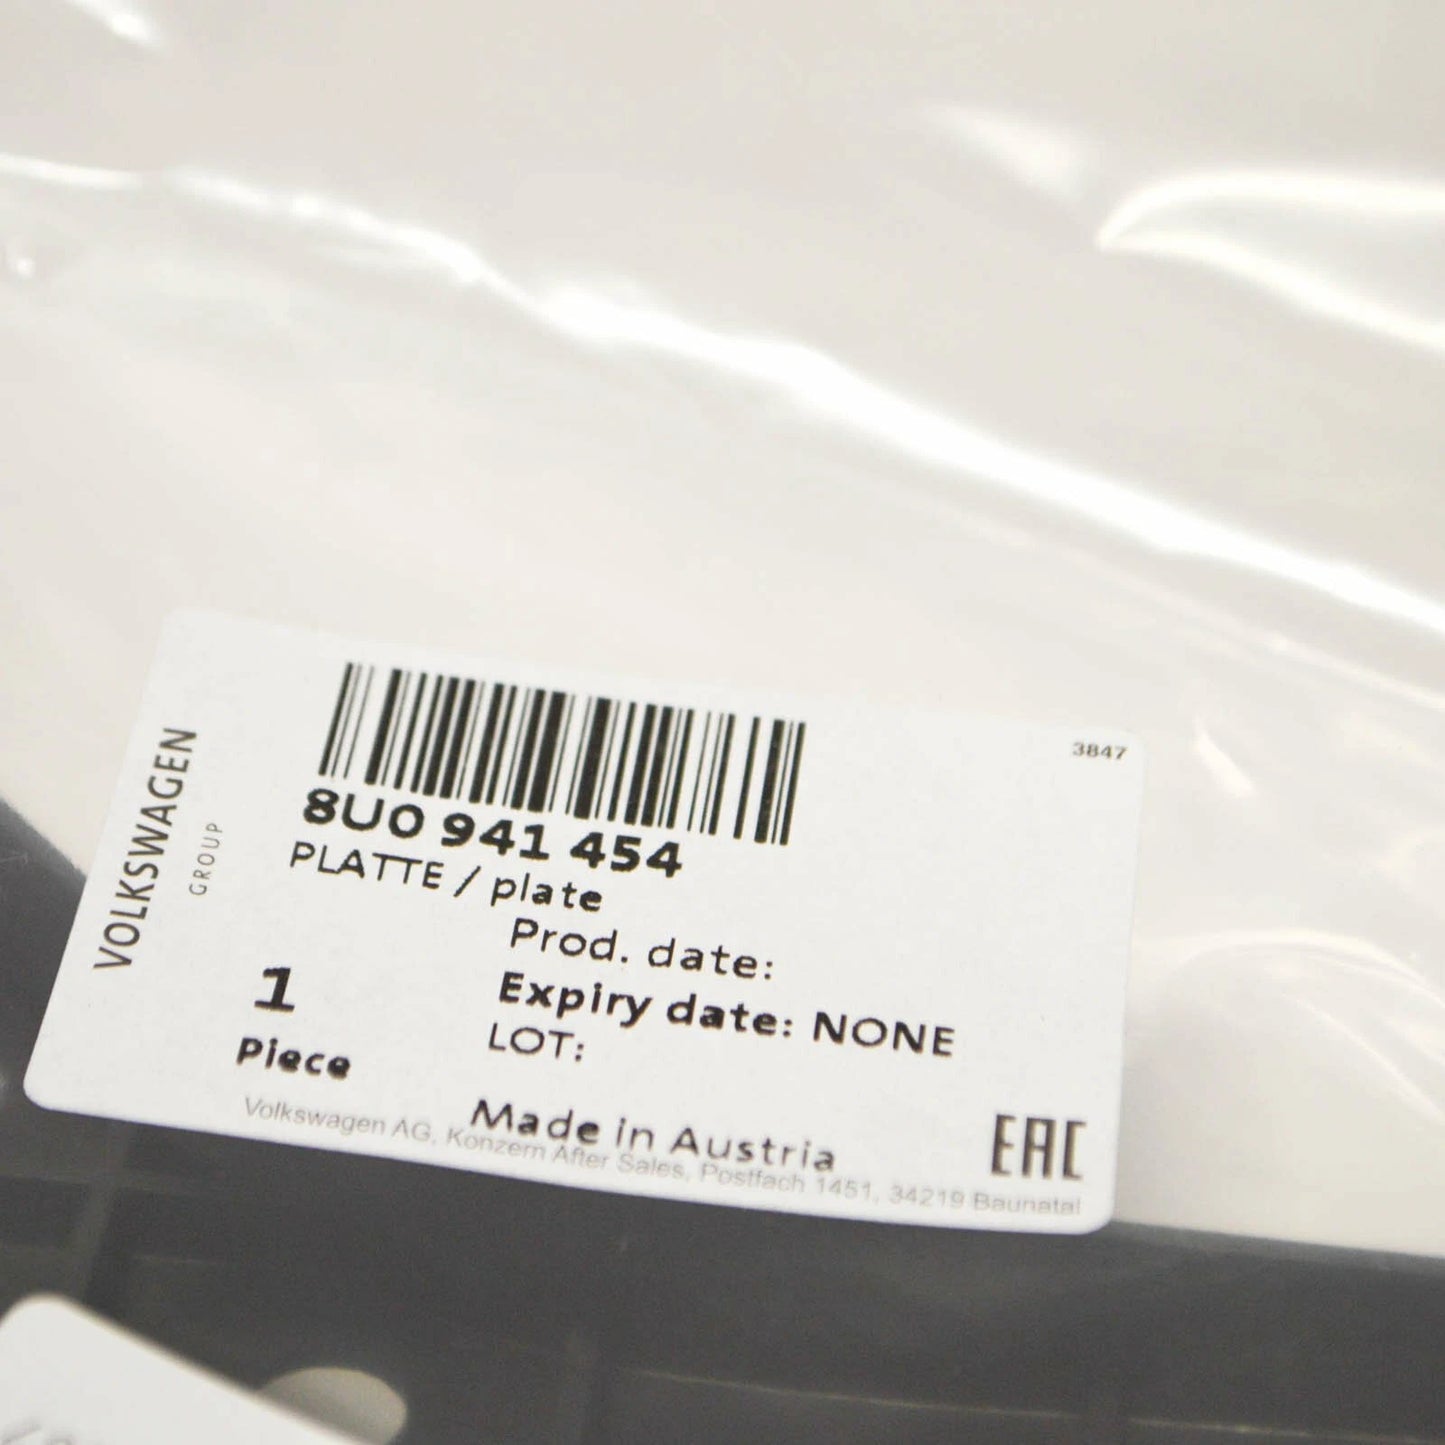 3847
VOLKSWAGEN
GROUP
8U0 941 454
PLATTE / plate
Prod. date:
Expiry date: NONE
LOT:
1
Piece
Made in Austria
EAC
Volkswagen AG, Konzern After Sales, Postfach 1451, 34219 Baunatal